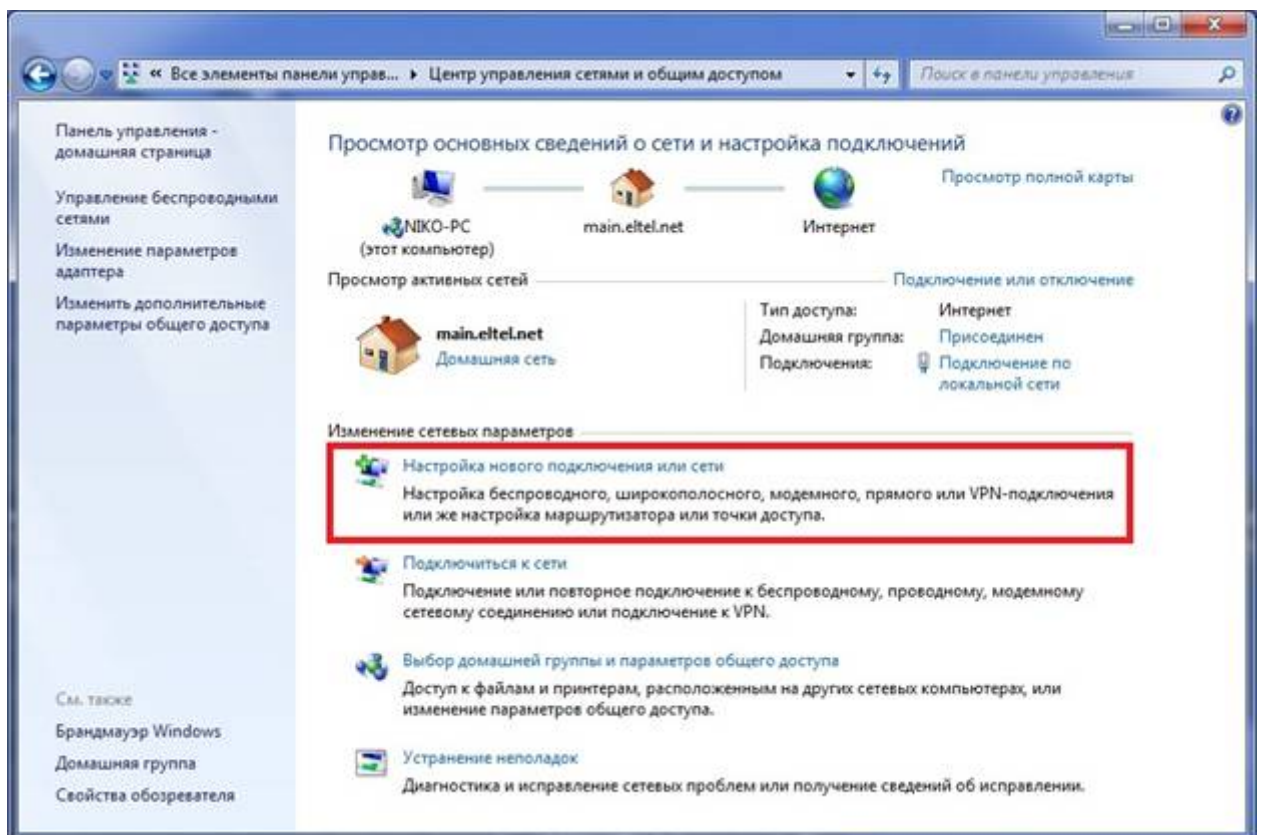 « Все элементы панели управ... ▸ Центр управления сетями и общим доступом
Поиск в панели управления
Панель управления -
домашняя страница
Управление беспроводными
сетями
Изменение параметров
адаптера
Изменить дополнительные
параметры общего доступа
См. также
Брандмауэр Windows
Домашняя группа
Свойства обозревателя
Просмотр основных сведений о сети и настройка подключений
Просмотр полной карты
NIKO-PC
(этот компьютер)
main.eltel.net
Интернет
Просмотр активных сетей
Подключение или отключение
main.eltel.net
Домашняя сеть
Тип доступа: Интернет
Домашняя группа: Присоединен
Подключения: Подключение по
локальной сети
Изменение сетевых параметров
Настройка нового подключения или сети
Настройка беспроводного, широкополосного, модемного, прямого или VPN-подключения
или же настройка маршрутизатора или точки доступа.
Подключиться к сети
Подключение или повторное подключение к беспроводному, проводному, модемному
сетевому соединению или подключение к VPN.
Выбор домашней группы и параметров общего доступа
Доступ к файлам и принтерам, расположенным на других сетевых компьютерах, или
изменение параметров общего доступа.
Устранение неполадок
Диагностика и исправление сетевых проблем или получение сведений об исправлении.